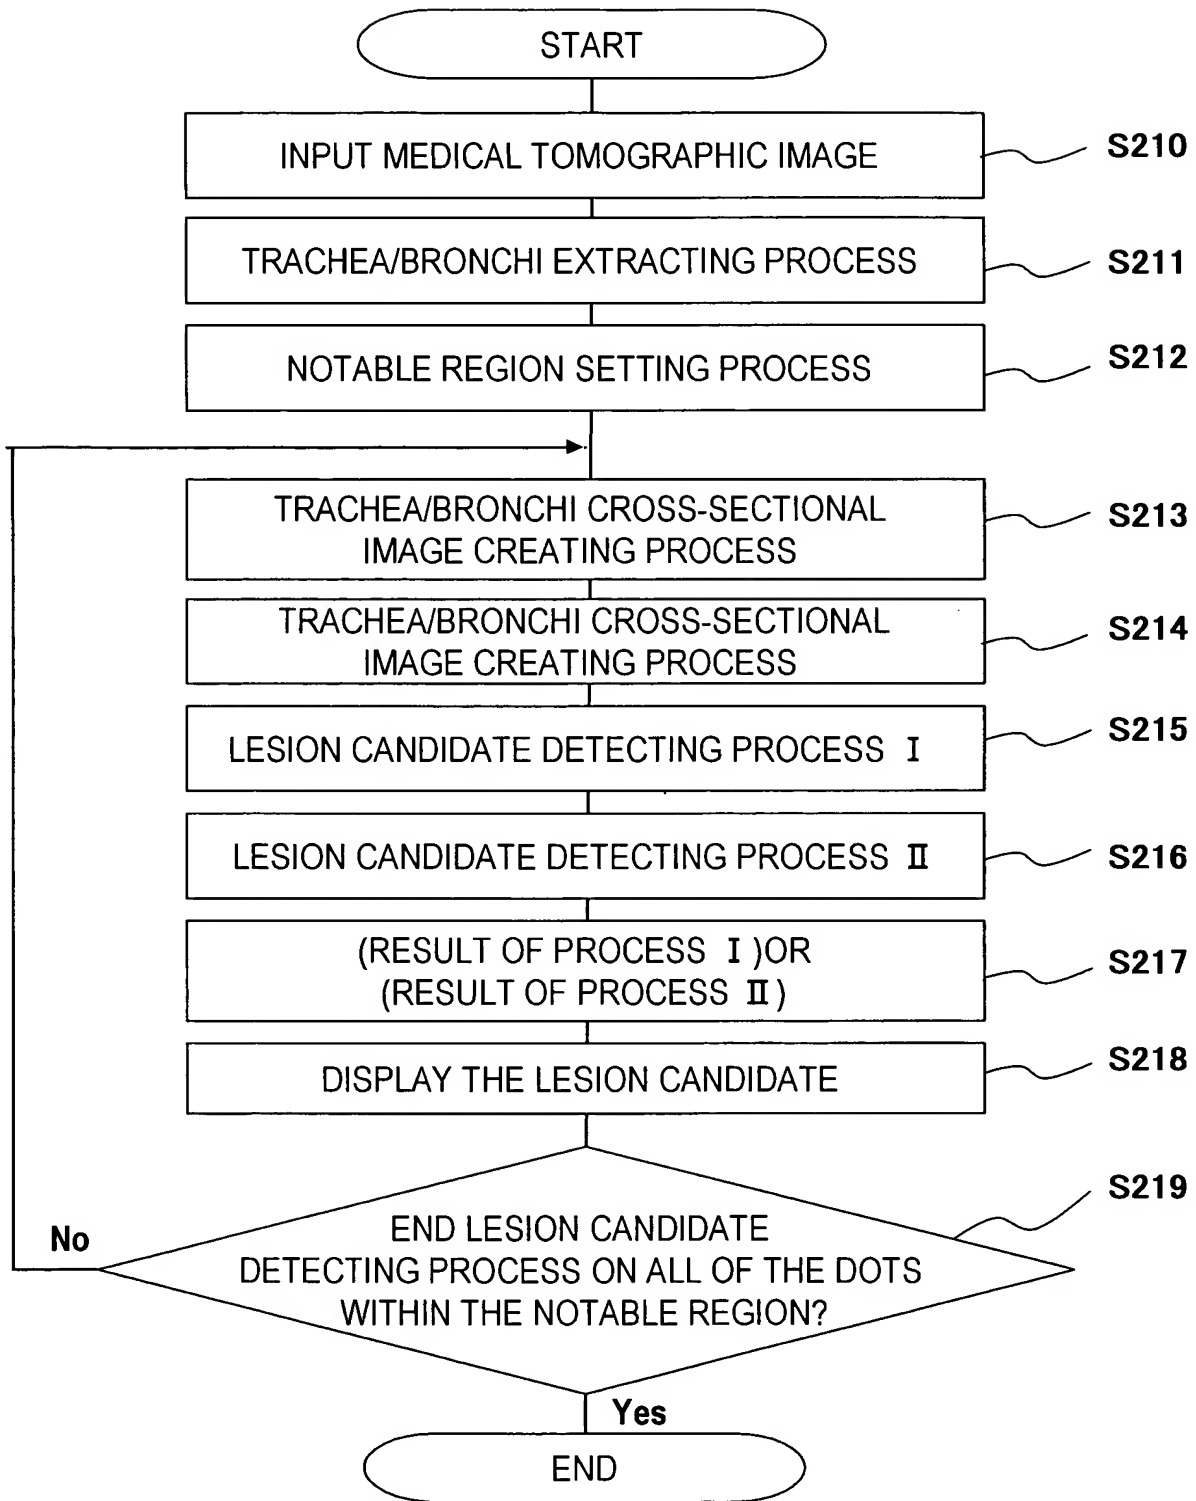 START
INPUT MEDICAL TOMOGRAPHIC IMAGE
S210
TRACHEA/BRONCHI EXTRACTING PROCESS
S211
NOTABLE REGION SETTING PROCESS
S212
TRACHEA/BRONCHI CROSS-SECTIONAL
IMAGE CREATING PROCESS
S213
TRACHEA/BRONCHI CROSS-SECTIONAL
IMAGE CREATING PROCESS
S214
LESION CANDIDATE DETECTING PROCESS I
S215
LESION CANDIDATE DETECTING PROCESS II
S216
(RESULT OF PROCESS I )OR
(RESULT OF PROCESS II)
S217
DISPLAY THE LESION CANDIDATE
S218
END LESION CANDIDATE
DETECTING PROCESS ON ALL OF THE DOTS
WITHIN THE NOTABLE REGION?
S219
No
Yes
END